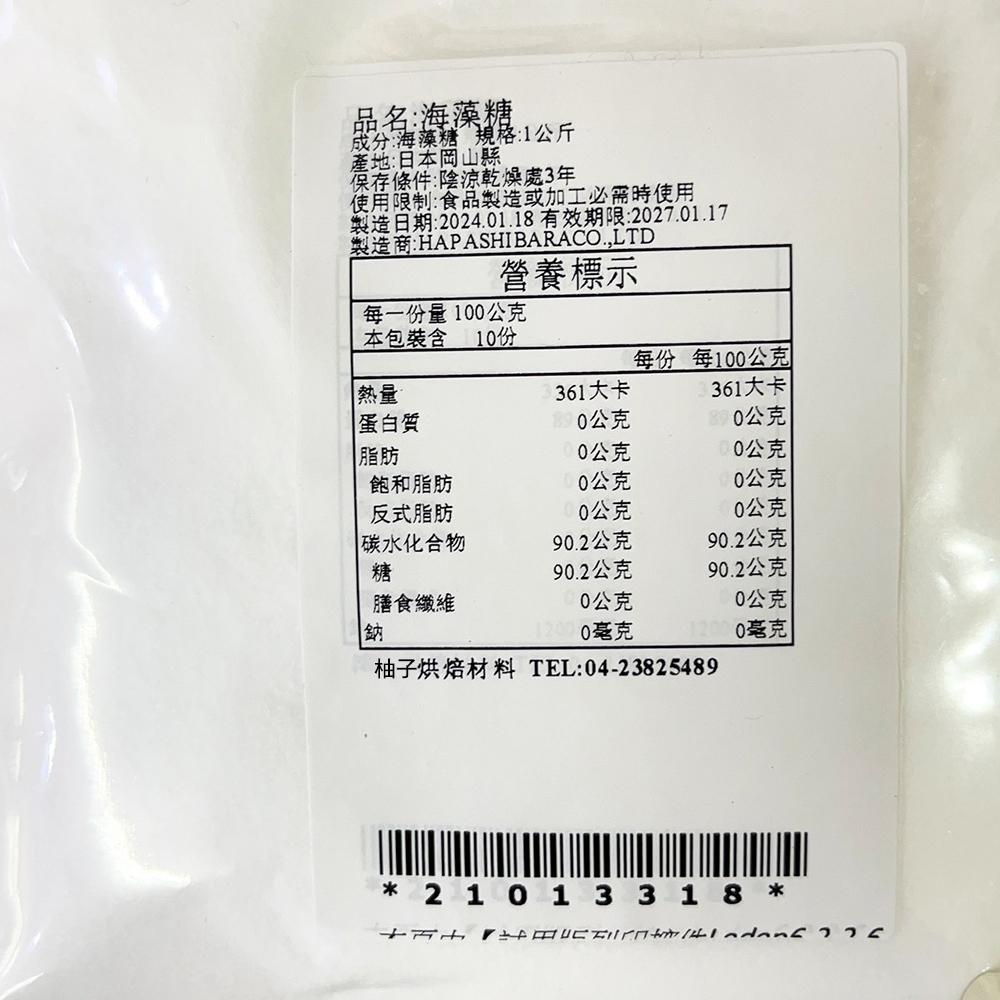 品名:海藻糖
成分:海藻糖 規格:1公斤
產地:日本岡山縣
保存條件:陰涼乾燥處3年
使用限制:食品製造或加工必需時使用
製造日期:2024.01.18 有效期限:2027.01.17
製造商:HAPASHIBARACO.,LTD
營養標示
每一份量 100公克
本包裝含 10份
每份 每100公克
熱量 361大卡 361大卡
蛋白質 0公克 0公克
脂肪 0公克 0公克
飽和脂肪 0公克 0公克
反式脂肪 0公克 0公克
碳水化合物 90.2公克 90.2公克
糖 90.2公克 90.2公克
膳食纖維 0公克 0公克
鈉 0毫克 0毫克
柚子烘焙材料 TEL:04-23825489
*21013318*